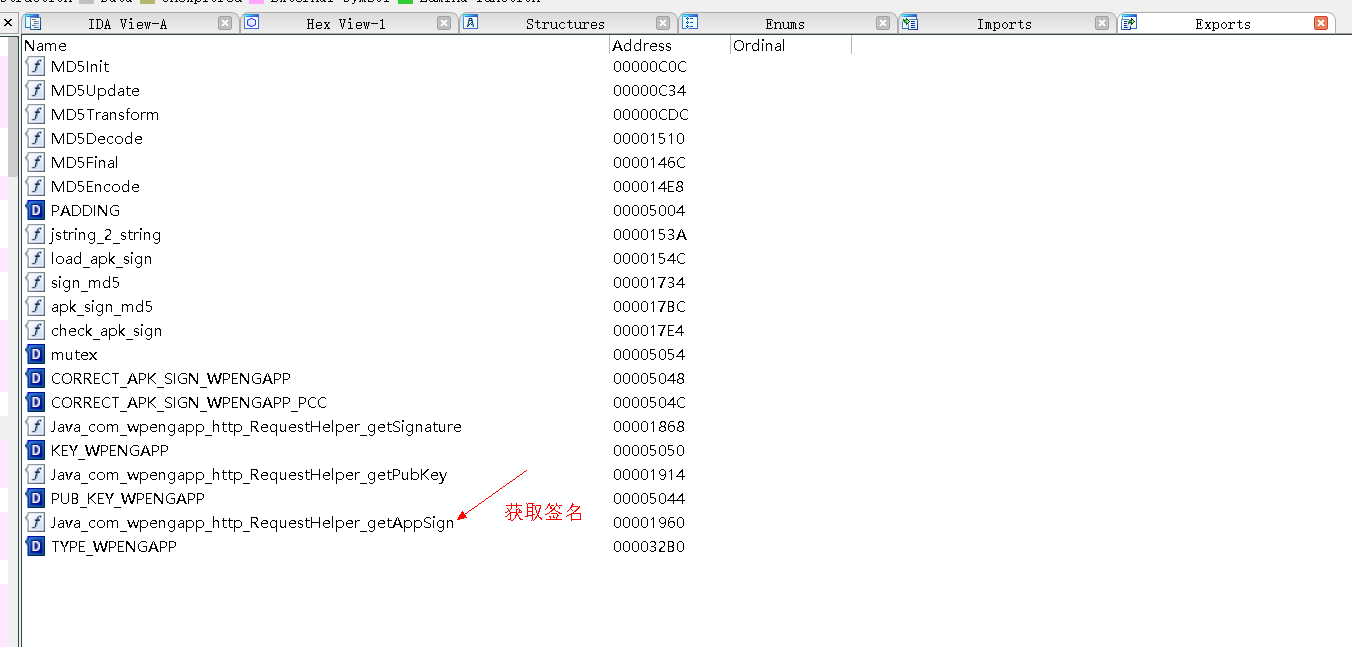 IDA View-A Hex View-1 Structures Enums Imports Exports
Name Address Ordinal
MD5Init 00000C0C
MD5Update 00000C34
MD5Transform 00000CDC
MD5Decode 00001510
MD5Final 0000146C
MD5Encode 000014E8
PADDING 00005004
jstring_2_string 0000153A
load_apk_sign 0000154C
sign_md5 00001734
apk_sign_md5 000017BC
check_apk_sign 000017E4
mutex 00005054
CORRECT_APK_SIGN_WPENGAPP 00005048
CORRECT_APK_SIGN_WPENGAPP_PCC 0000504C
Java_com_wpengapp_http_RequestHelper_getSignature 00001868
KEY_WPENGAPP 00005050
Java_com_wpengapp_http_RequestHelper_getPubKey 00001914
PUB_KEY_WPENGAPP 00005044
Java_com_wpengapp_http_RequestHelper_getAppSign 获取签名 00001960
TYPE_WPENGAPP 000032B0